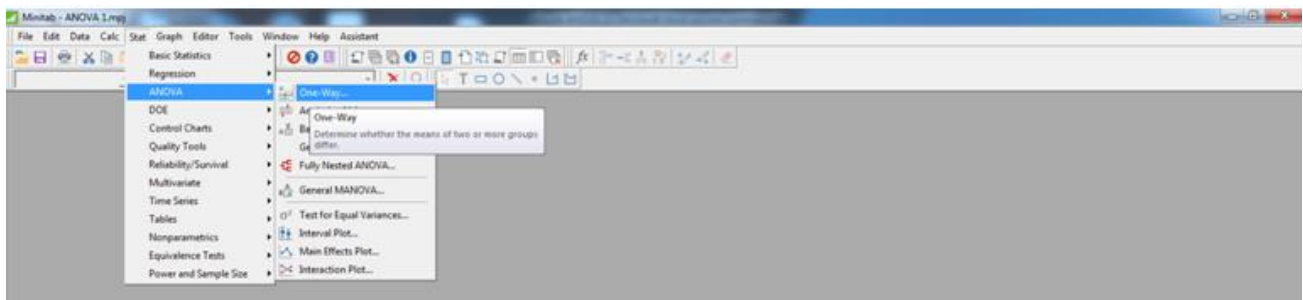 Minitab - ANOVA 1.mpj
File Edit Data Calc Stat Graph Editor Tools Window Help Assistant
Basic Statistics
Regression
ANOVA
DOE
Control Charts
Quality Tools
Reliability/Survival
Multivariate
Time Series
Tables
Nonparametrics
Equivalence Tests
Power and Sample Size
One-Way...
One-Way
Determine whether the means of two or more groups
differ.
Fully Nested ANOVA...
General MANOVA...
Test for Equal Variances...
Interval Plot...
Main Effects Plot...
Interaction Plot...